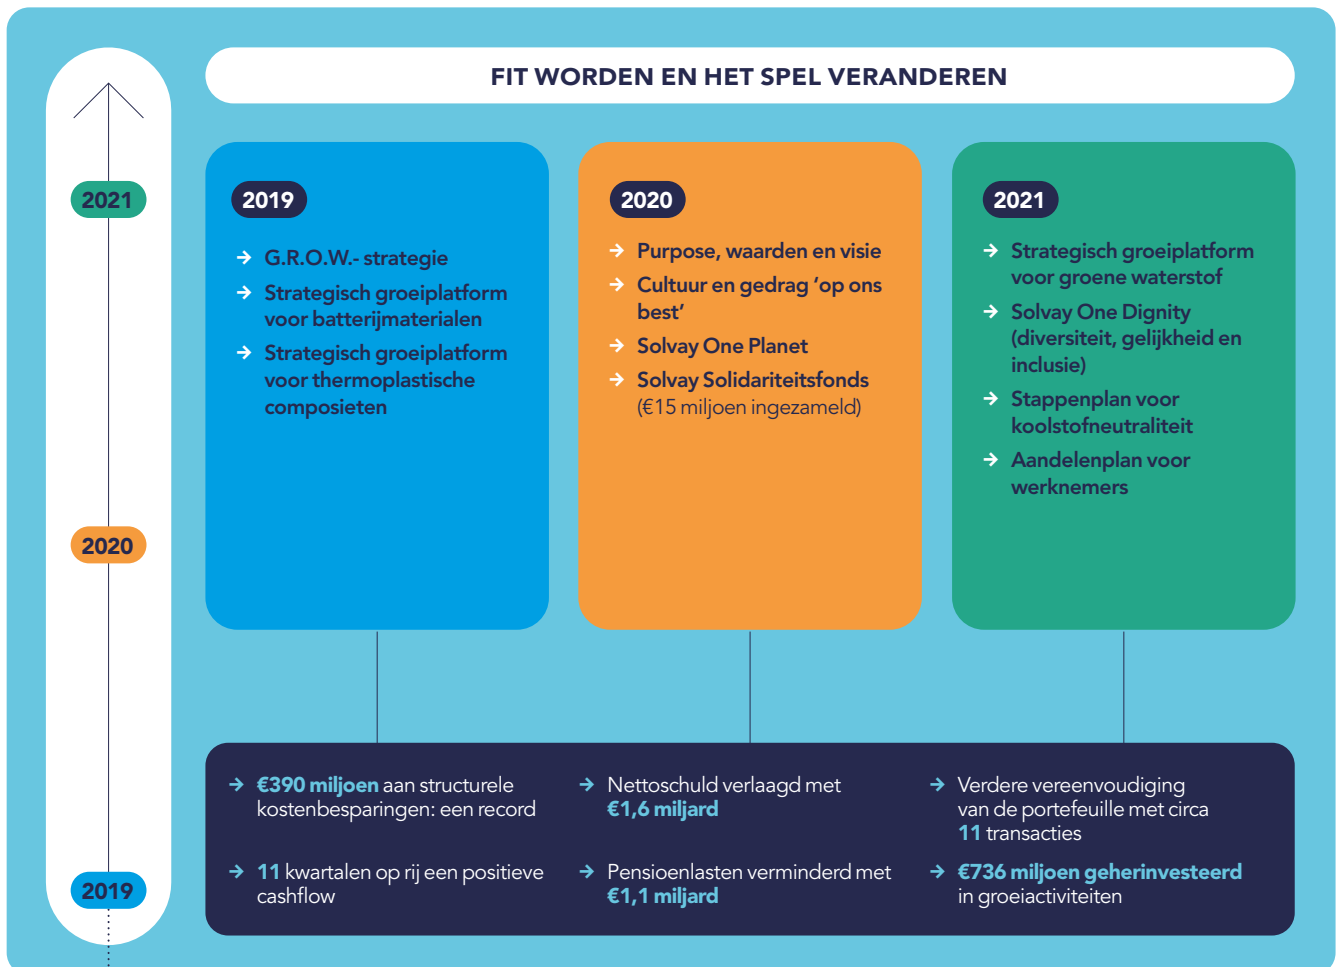 FIT WORDEN EN HET SPEL VERANDEREN
2021
2020
2019
2019
→ G.R.O.W.- strategie
→ Strategisch groeiplatform
voor batterijmaterialen
→ Strategisch groeiplatform
voor thermoplastische
composieten
2020
→ Purpose, waarden en visie
→ Cultuur en gedrag ‘op ons
best’
→ Solvay One Planet
→ Solvay Solidariteitsfonds
(€15 miljoen ingezameld)
2021
→ Strategisch groeiplatform
voor groene waterstof
→ Solvay One Dignity
(diversiteit, gelijkheid en
inclusie)
→ Stappenplan voor
koolstofneutraliteit
→ Aandelenplan voor
werknemers
→ €390 miljoen aan structurele
kostenbesparingen: een record
→ 11 kwartalen op rij een positieve
cashflow
→ Nettoschuld verlaagd met
€1,6 miljard
→ Pensioenlasten verminderd met
€1,1 miljard
→ Verdere vereenvoudiging
van de portefeuille met circa
11 transacties
→ €736 miljoen geherinvesteerd
in groeiactiviteiten